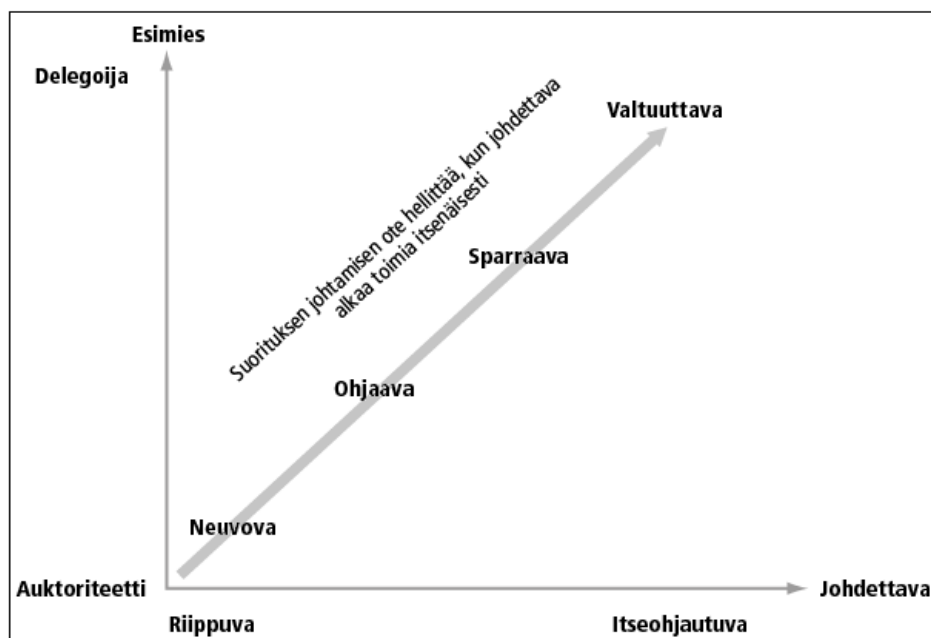 Esimies
Delegoija
Valtuuttava
Suorituksen johtamisen ote hellittää, kun johdettava
alkaa toimia itsenäisesti
Sparraava
Ohjaava
Neuvova
Auktoriteetti
Johdettava
Riippuva
Itseohjautuva